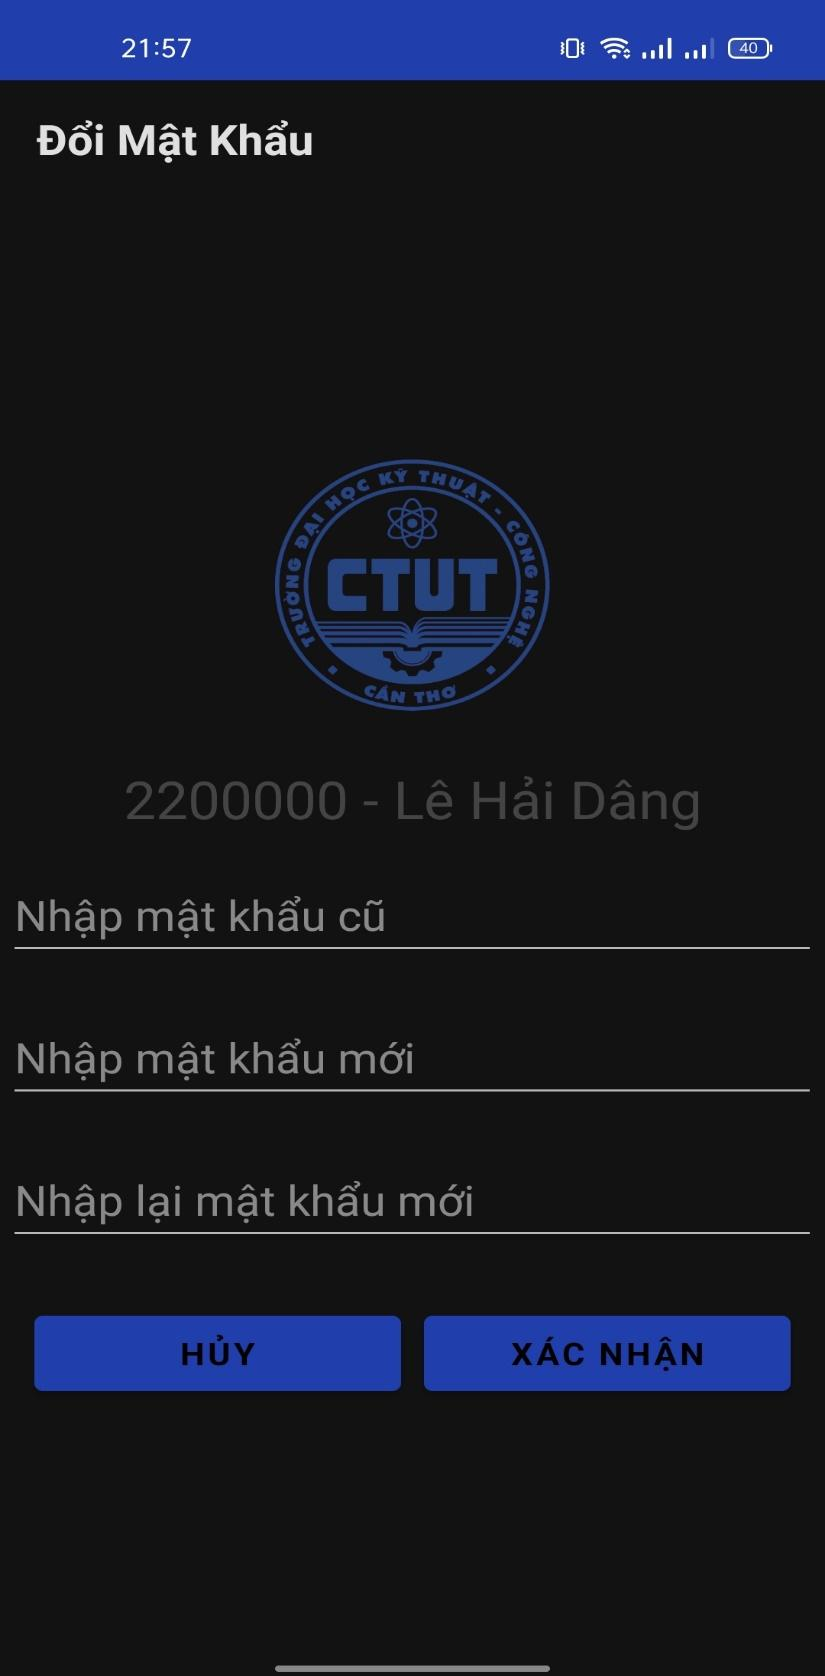 21:57
40
Đổi Mật Khẩu
TRƯỜNG ĐẠI HỌC KỸ THUẬT - CÔNG NGHỆ
CTUT
CẦN THƠ
2200000 - Lê Hải Dâng
Nhập mật khẩu cũ
Nhập mật khẩu mới
Nhập lại mật khẩu mới
HỦY
XÁC NHẬN